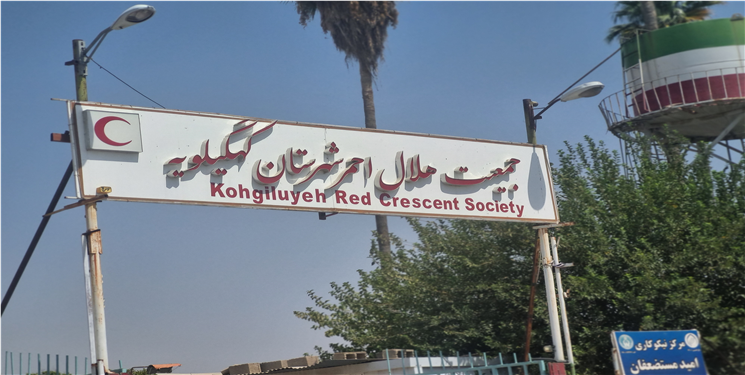 جمعیت هلال احمر شهرستان کهگیلویه
Kohgiluyeh Red Crescent Society
مرکز نیکوکاری
امید مستضعفان